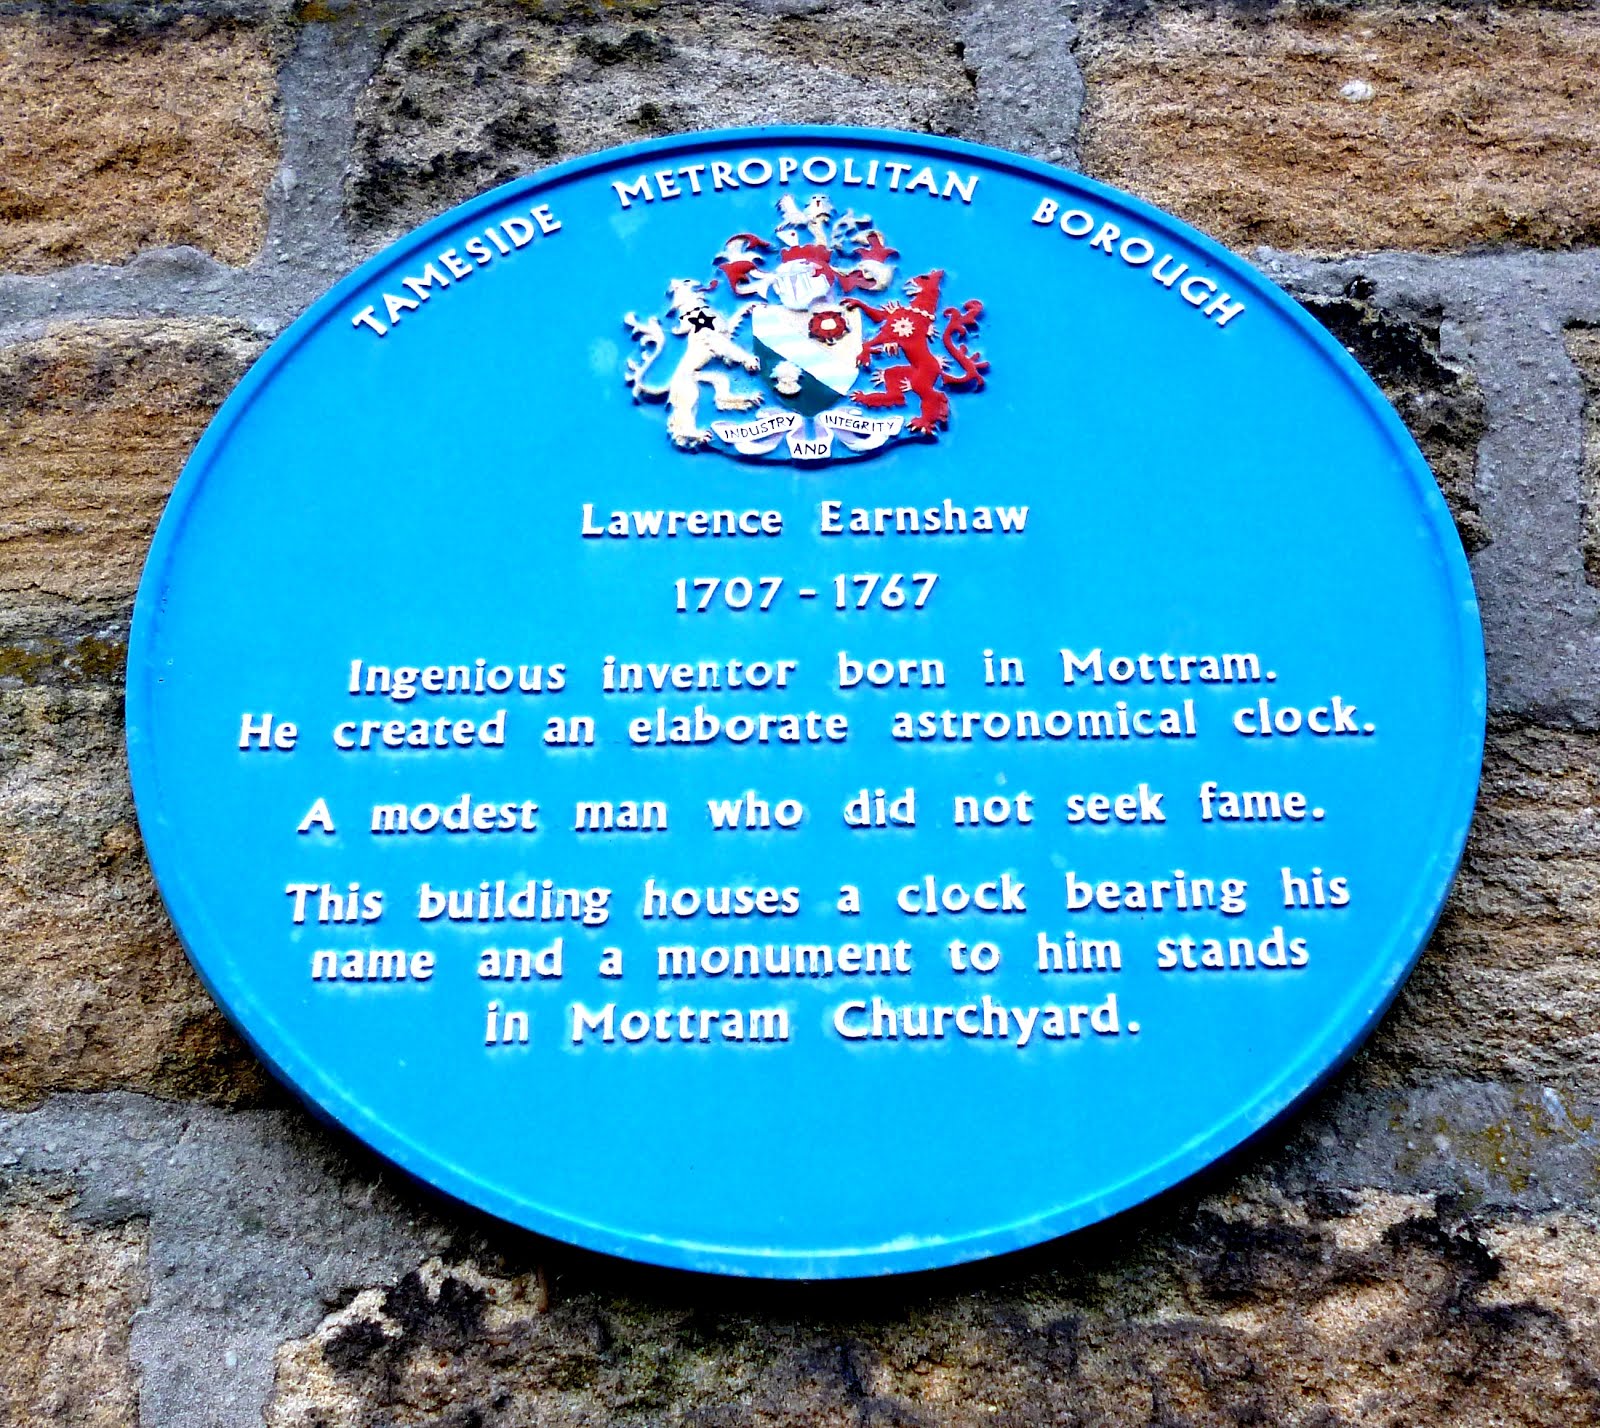 TAMESIDE METROPOLITAN BOROUGH
INDUSTRY AND INTEGRITY
Lawrence Earnshaw
1707 - 1767
Ingenious inventor born in Mottram.
He created an elaborate astronomical clock.
A modest man who did not seek fame.
This building houses a clock bearing his
name and a monument to him stands
in Mottram Churchyard.